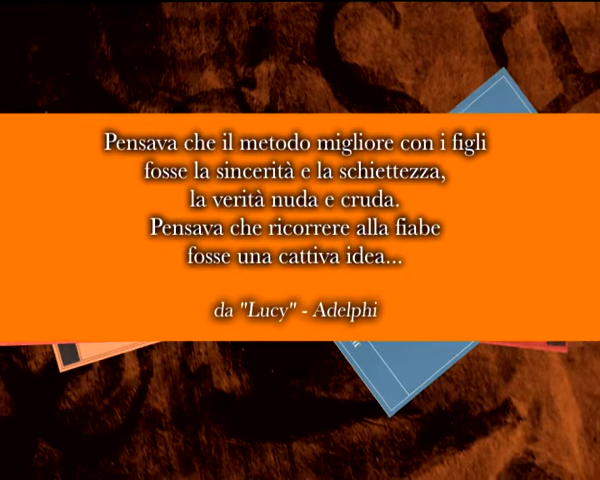 Pensava che il metodo migliore con i figli
fosse la sincerità e la schiettezza,
la verità nuda e cruda.
Pensava che ricorrere alla fiabe
fosse una cattiva idea...
da "Lucy" - Adelphi